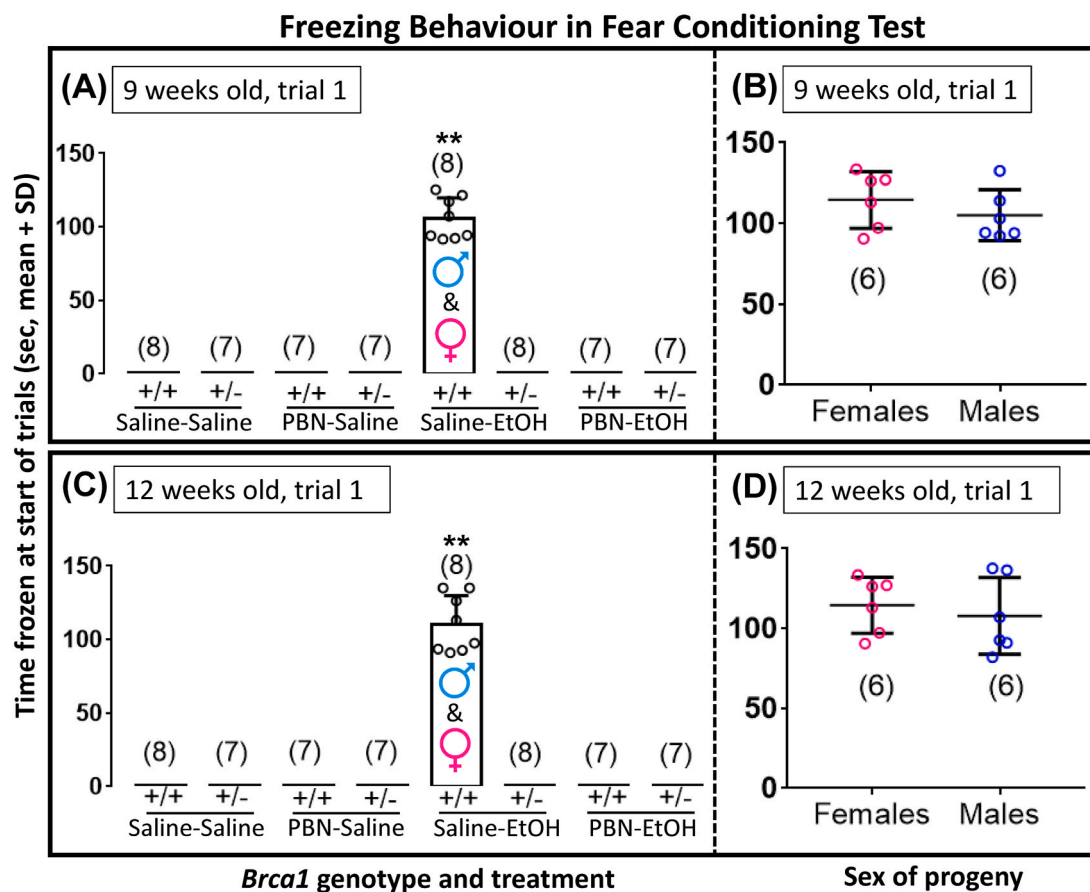 Freezing Behaviour in Fear Conditioning Test
Time frozen at start of trials (sec, mean + SD)
(A) 9 weeks old, trial 1
150
100
50
0
**
(8)
&
(8) (7) (7) (7) (8) (7) (7)
+/+ +/- +/+ +/- +/+ +/- +/+ +/-
Saline-Saline PBN-Saline Saline-EtOH PBN-EtOH
(B) 9 weeks old, trial 1
150
100
50
0
(6) (6)
Females Males
(C) 12 weeks old, trial 1
150
100
50
0
**
(8)
&
(8) (7) (7) (7) (8) (7) (7)
+/+ +/- +/+ +/- +/+ +/- +/+ +/-
Saline-Saline PBN-Saline Saline-EtOH PBN-EtOH
(D) 12 weeks old, trial 1
150
100
50
0
(6) (6)
Females Males
Brca1 genotype and treatment
Sex of progeny